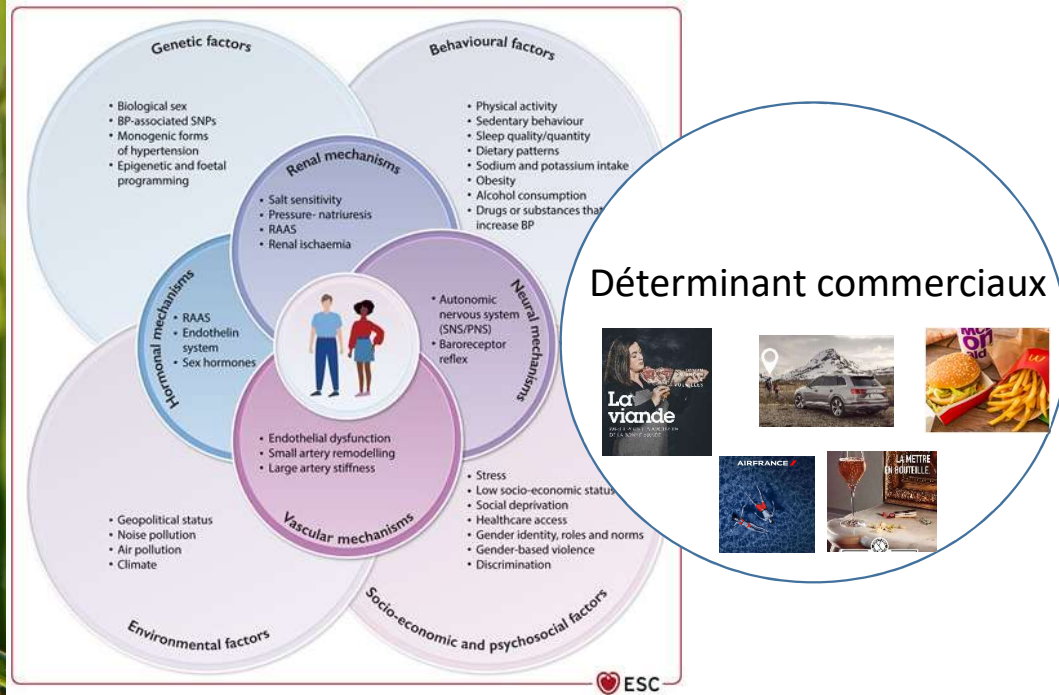 Genetic factors
• Biological sex
• BP-associated SNPs
• Monogenic forms
of hypertension
• Epigenetic and foetal
programming
Behavioural factors
• Physical activity
• Sedentary behaviour
• Sleep quality/quantity
• Dietary patterns
• Sodium and potassium intake
• Obesity
• Alcohol consumption
• Drugs or substances that
increase BP
Renal mechanisms
• Salt sensitivity
• Pressure- natriuresis
• RAAS
• Renal ischaemia
Hormonal mechanisms
• RAAS
• Endothelin
system
• Sex hormones
Neural mechanisms
• Autonomic
nervous system
(SNS/PNS)
• Baroreceptor
reflex
• Endothelial dysfunction
• Small artery remodelling
• Large artery stiffness
Vascular mechanisms
• Geopolitical status
• Noise pollution
• Air pollution
• Climate
Environmental factors
• Stress
• Low socio-economic status
• Social deprivation
• Healthcare access
• Gender identity, roles and norms
• Gender-based violence
• Discrimination
Socio-economic and psychosocial factors
ESC
Déterminant commerciaux
La
viande
AIRFRANCE
LA METTRE
EN BOUTEILLE.